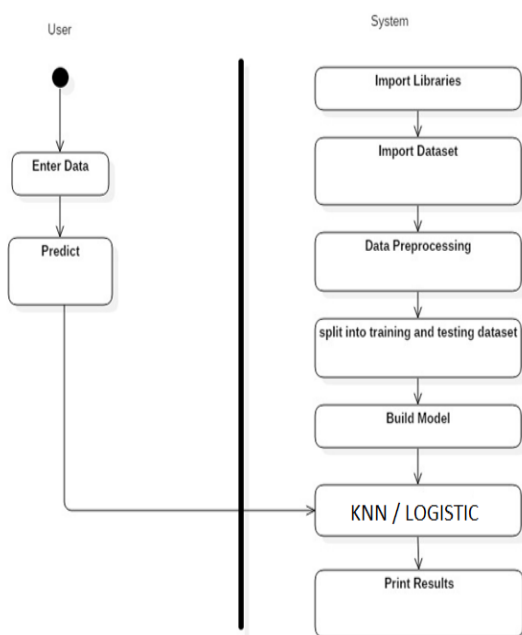 User
System
Enter Data
Predict
Import Libraries
Import Dataset
Data Preprocessing
split into training and testing dataset
Build Model
KNN / LOGISTIC
Print Results